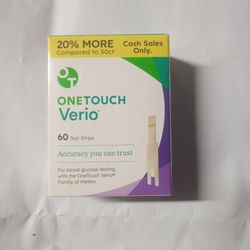 20% MORE
Compared to 50ct
Cash Sales
Only.
OT
ONETOUCH
Verio®
60 Test Strips
Accuracy you can trust
For blood glucose testing
with the OneTouch Verio®
Family of Meters